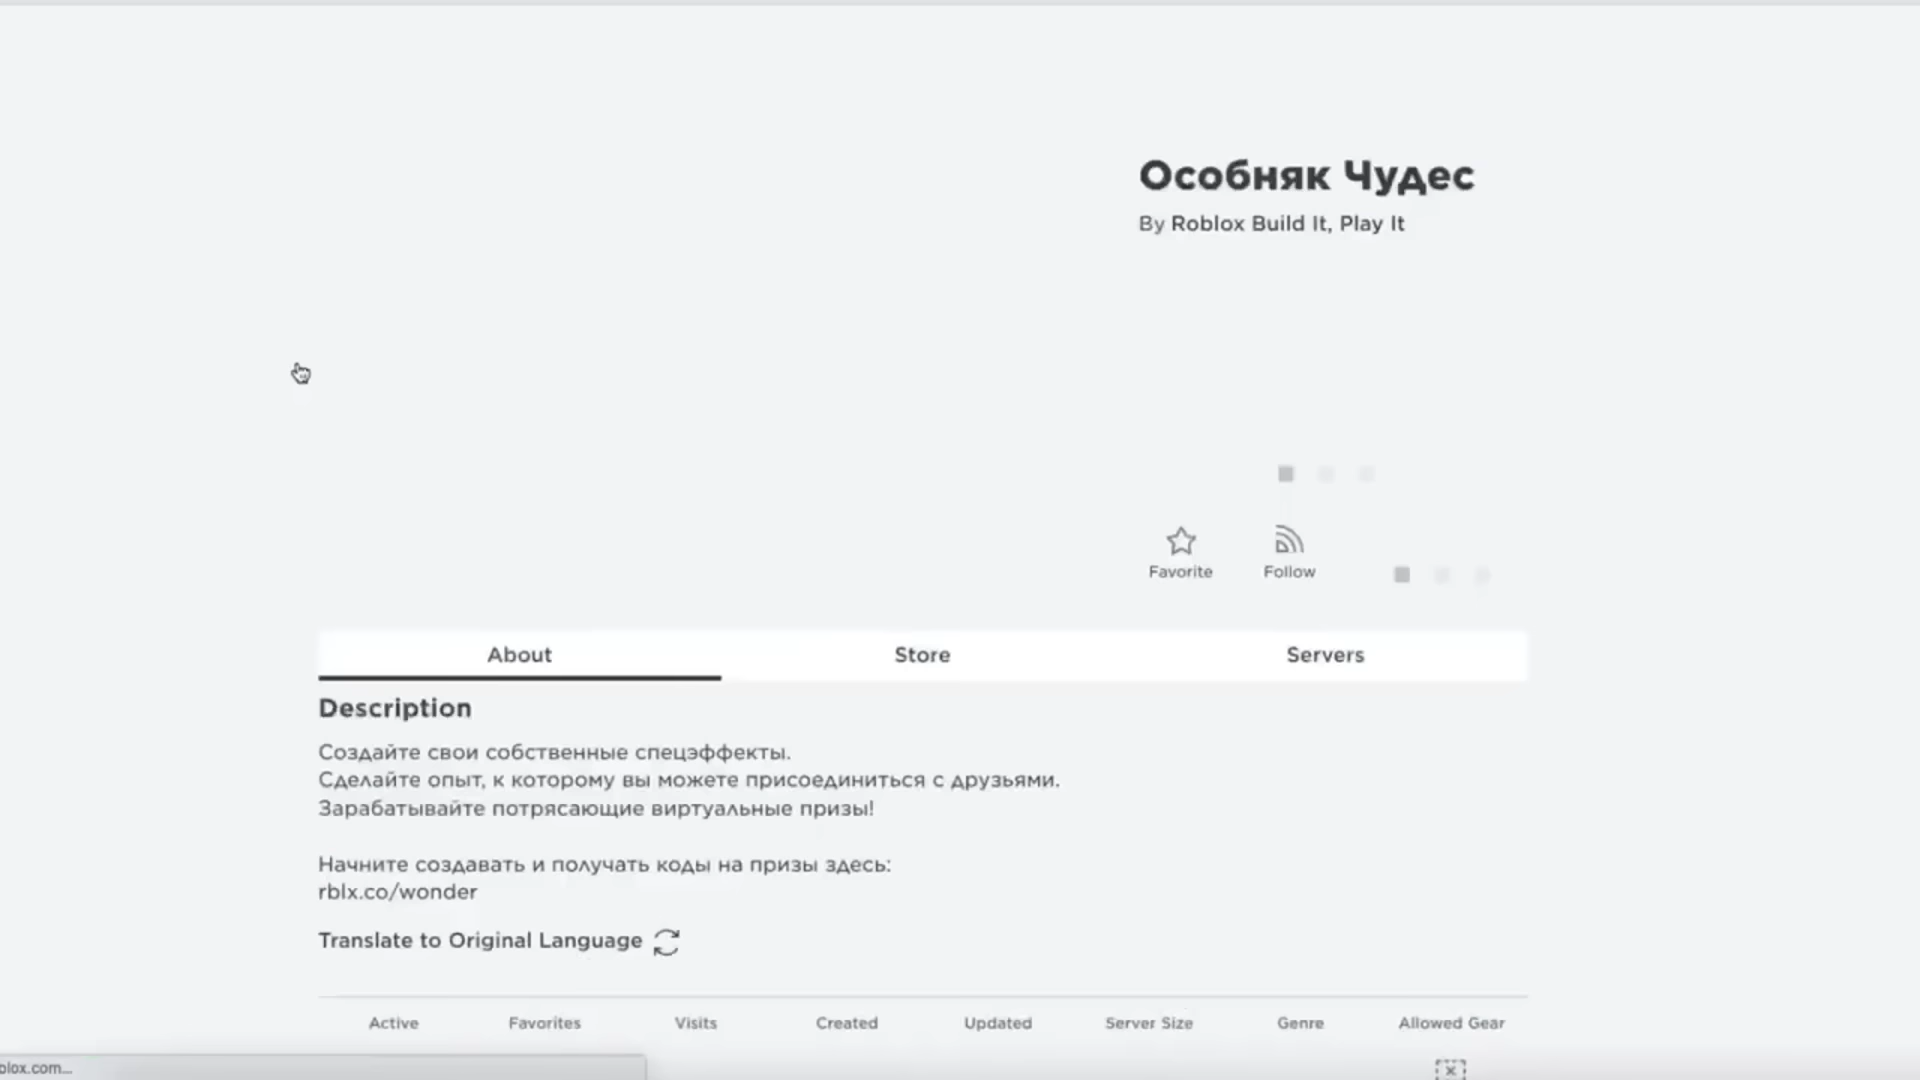 Особняк Чудес
By Roblox Build It, Play It
Favorite
Follow
About
Store
Servers
Description
Создайте свои собственные спецэффекты.
Сделайте опыт, к которому вы можете присоединиться с друзьями.
Зарабатывайте потрясающие виртуальные призы!
Начните создавать и получать коды на призы здесь:
rblx.co/wonder
Translate to Original Language
Active
Favorites
Visits
Created
Updated
Server Size
Genre
Allowed Gear
blox.com...